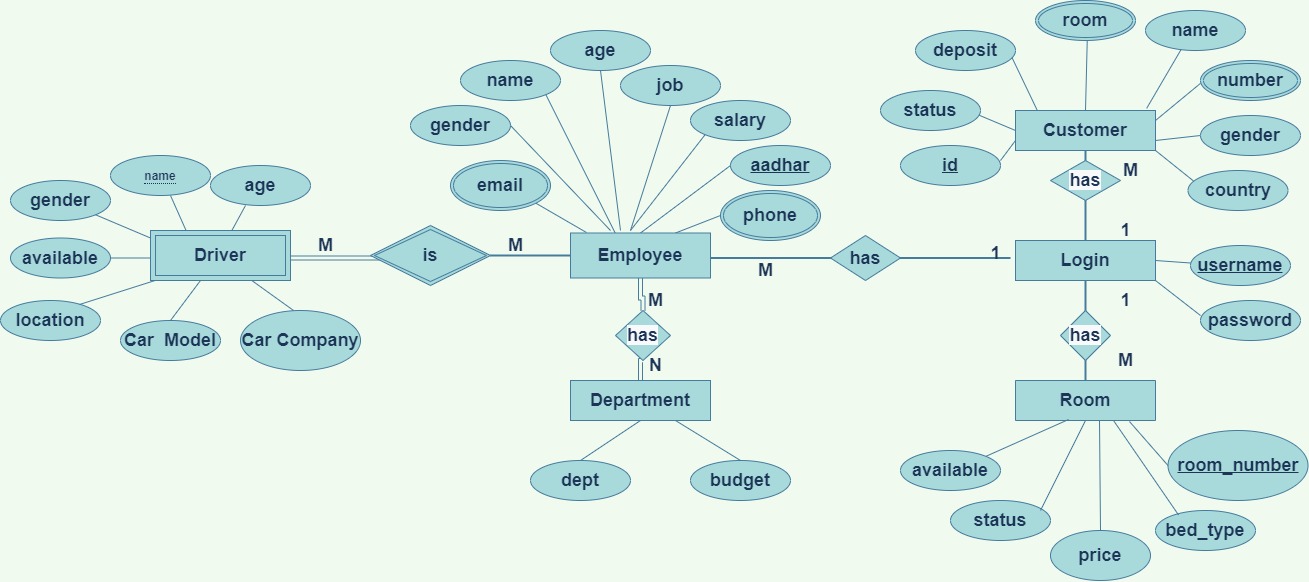 room
name
deposit
age
name
number
job
status
salary
gender
Customer
gender
aadhar
id
name
M
age
email
has
country
gender
phone
1
M
M
Driver
is
Employee
has
1
Login
username
available
M
M
1
location
password
has
has
Car Model
Car Company
N
M
Department
Room
room_number
available
dept
budget
status
bed_type
price